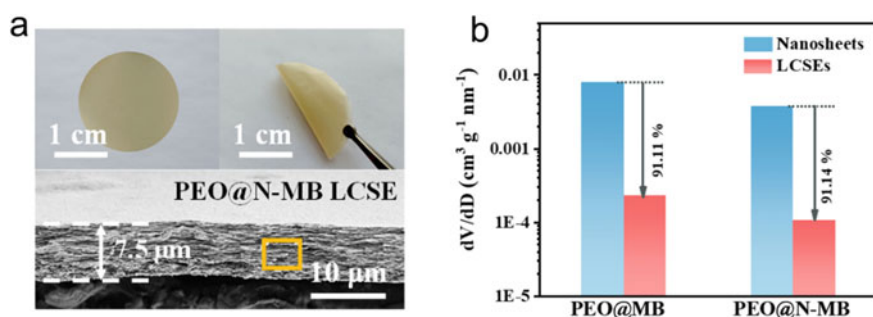 a
1 cm
1 cm
PEO@N-MB LCSE
7.5 μm
10 μm
b
dV/dD (cm³ g⁻¹ nm⁻¹)
0.01
0.001
1E-4
1E-5
Nanosheets
LCSEs
91.11 %
91.14 %
PEO@MB
PEO@N-MB